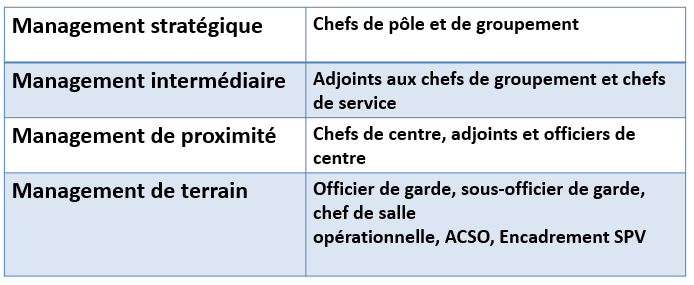 Management stratégique
Chefs de pôle et de groupement
Management intermédiaire
Adjoints aux chefs de groupement et chefs
de service
Management de proximité
Chefs de centre, adjoints et officiers de
centre
Management de terrain
Officier de garde, sous-officier de garde,
chef de salle
opérationnelle, ACSO, Encadrement SPV